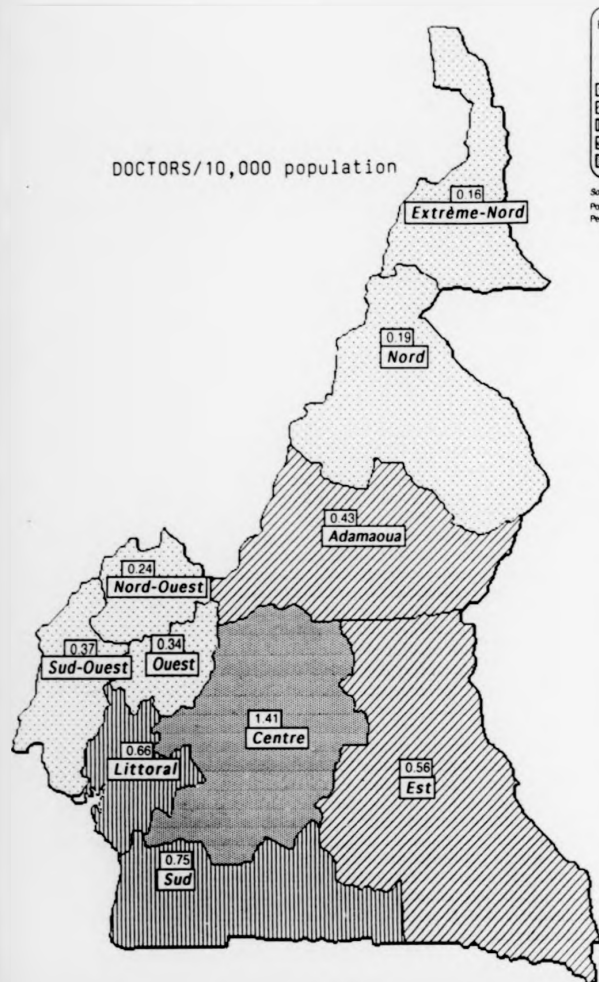 DOCTORS/10,000 population
0.16
Extrème-Nord
0.19
Nord
0.43
Adamaoua
0.24
Nord-Ouest
0.37
Sud-Ouest
0.34
Ouest
1.41
Centre
0.66
Littoral
0.56
Est
0.75
Sud